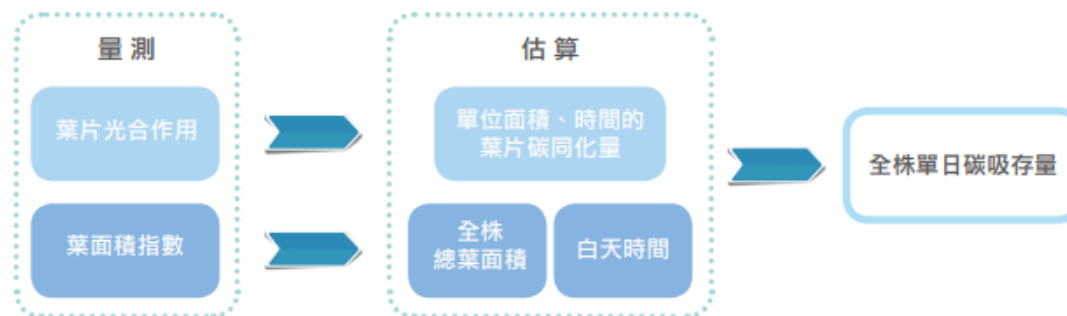 量測
葉片光合作用
葉面積指數
估算
單位面積、時間的
葉片碳同化量
全株
總葉面積
白天時間
全株單日碳吸存量